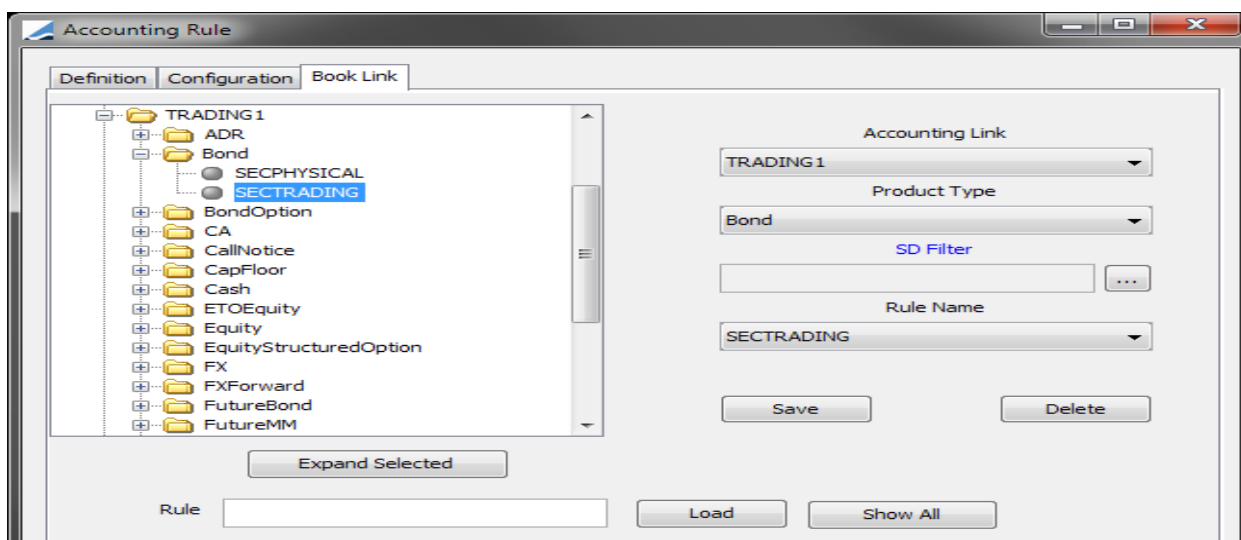 Accounting Rule
Definition Configuration Book Link
TRADING1
ADR
Bond
SECPHYSICAL
SECTRADING
BondOption
CA
CallNotice
CapFloor
Cash
ETOEquity
Equity
EquityStructuredOption
FX
FXForward
FutureBond
FutureMM
Expand Selected
Accounting Link
TRADING1
Product Type
Bond
SD Filter
...
Rule Name
SECTRADING
Save Delete
Rule Load Show All